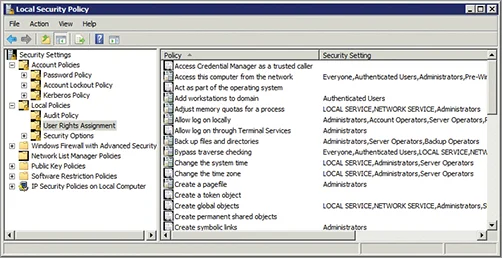 Local Security Policy
File Action View Help
Security Settings
Account Policies
Password Policy
Account Lockout Policy
Kerberos Policy
Local Policies
Audit Policy
User Rights Assignment
Security Options
Windows Firewall with Advanced Security
Network List Manager Policies
Public Key Policies
Software Restriction Policies
IP Security Policies on Local Computer
Policy Security Setting
Access Credential Manager as a trusted caller
Access this computer from the network Everyone,Authenticated Users,Administrators,Pre-Wi
Act as part of the operating system
Add workstations to domain Authenticated Users
Adjust memory quotas for a process LOCAL SERVICE,NETWORK SERVICE,Administrators
Allow log on locally Administrators,Account Operators,Server Operators,P
Allow log on through Terminal Services Administrators
Back up files and directories Administrators,Server Operators,Backup Operators
Bypass traverse checking Everyone,Authenticated Users,LOCAL SERVICE,NETW
Change the system time LOCAL SERVICE,Administrators,Server Operators
Change the time zone LOCAL SERVICE,Administrators,Server Operators
Create a pagefile Administrators
Create a token object
Create global objects LOCAL SERVICE,NETWORK SERVICE,Administrators,S
Create permanent shared objects
Create symbolic links Administrators